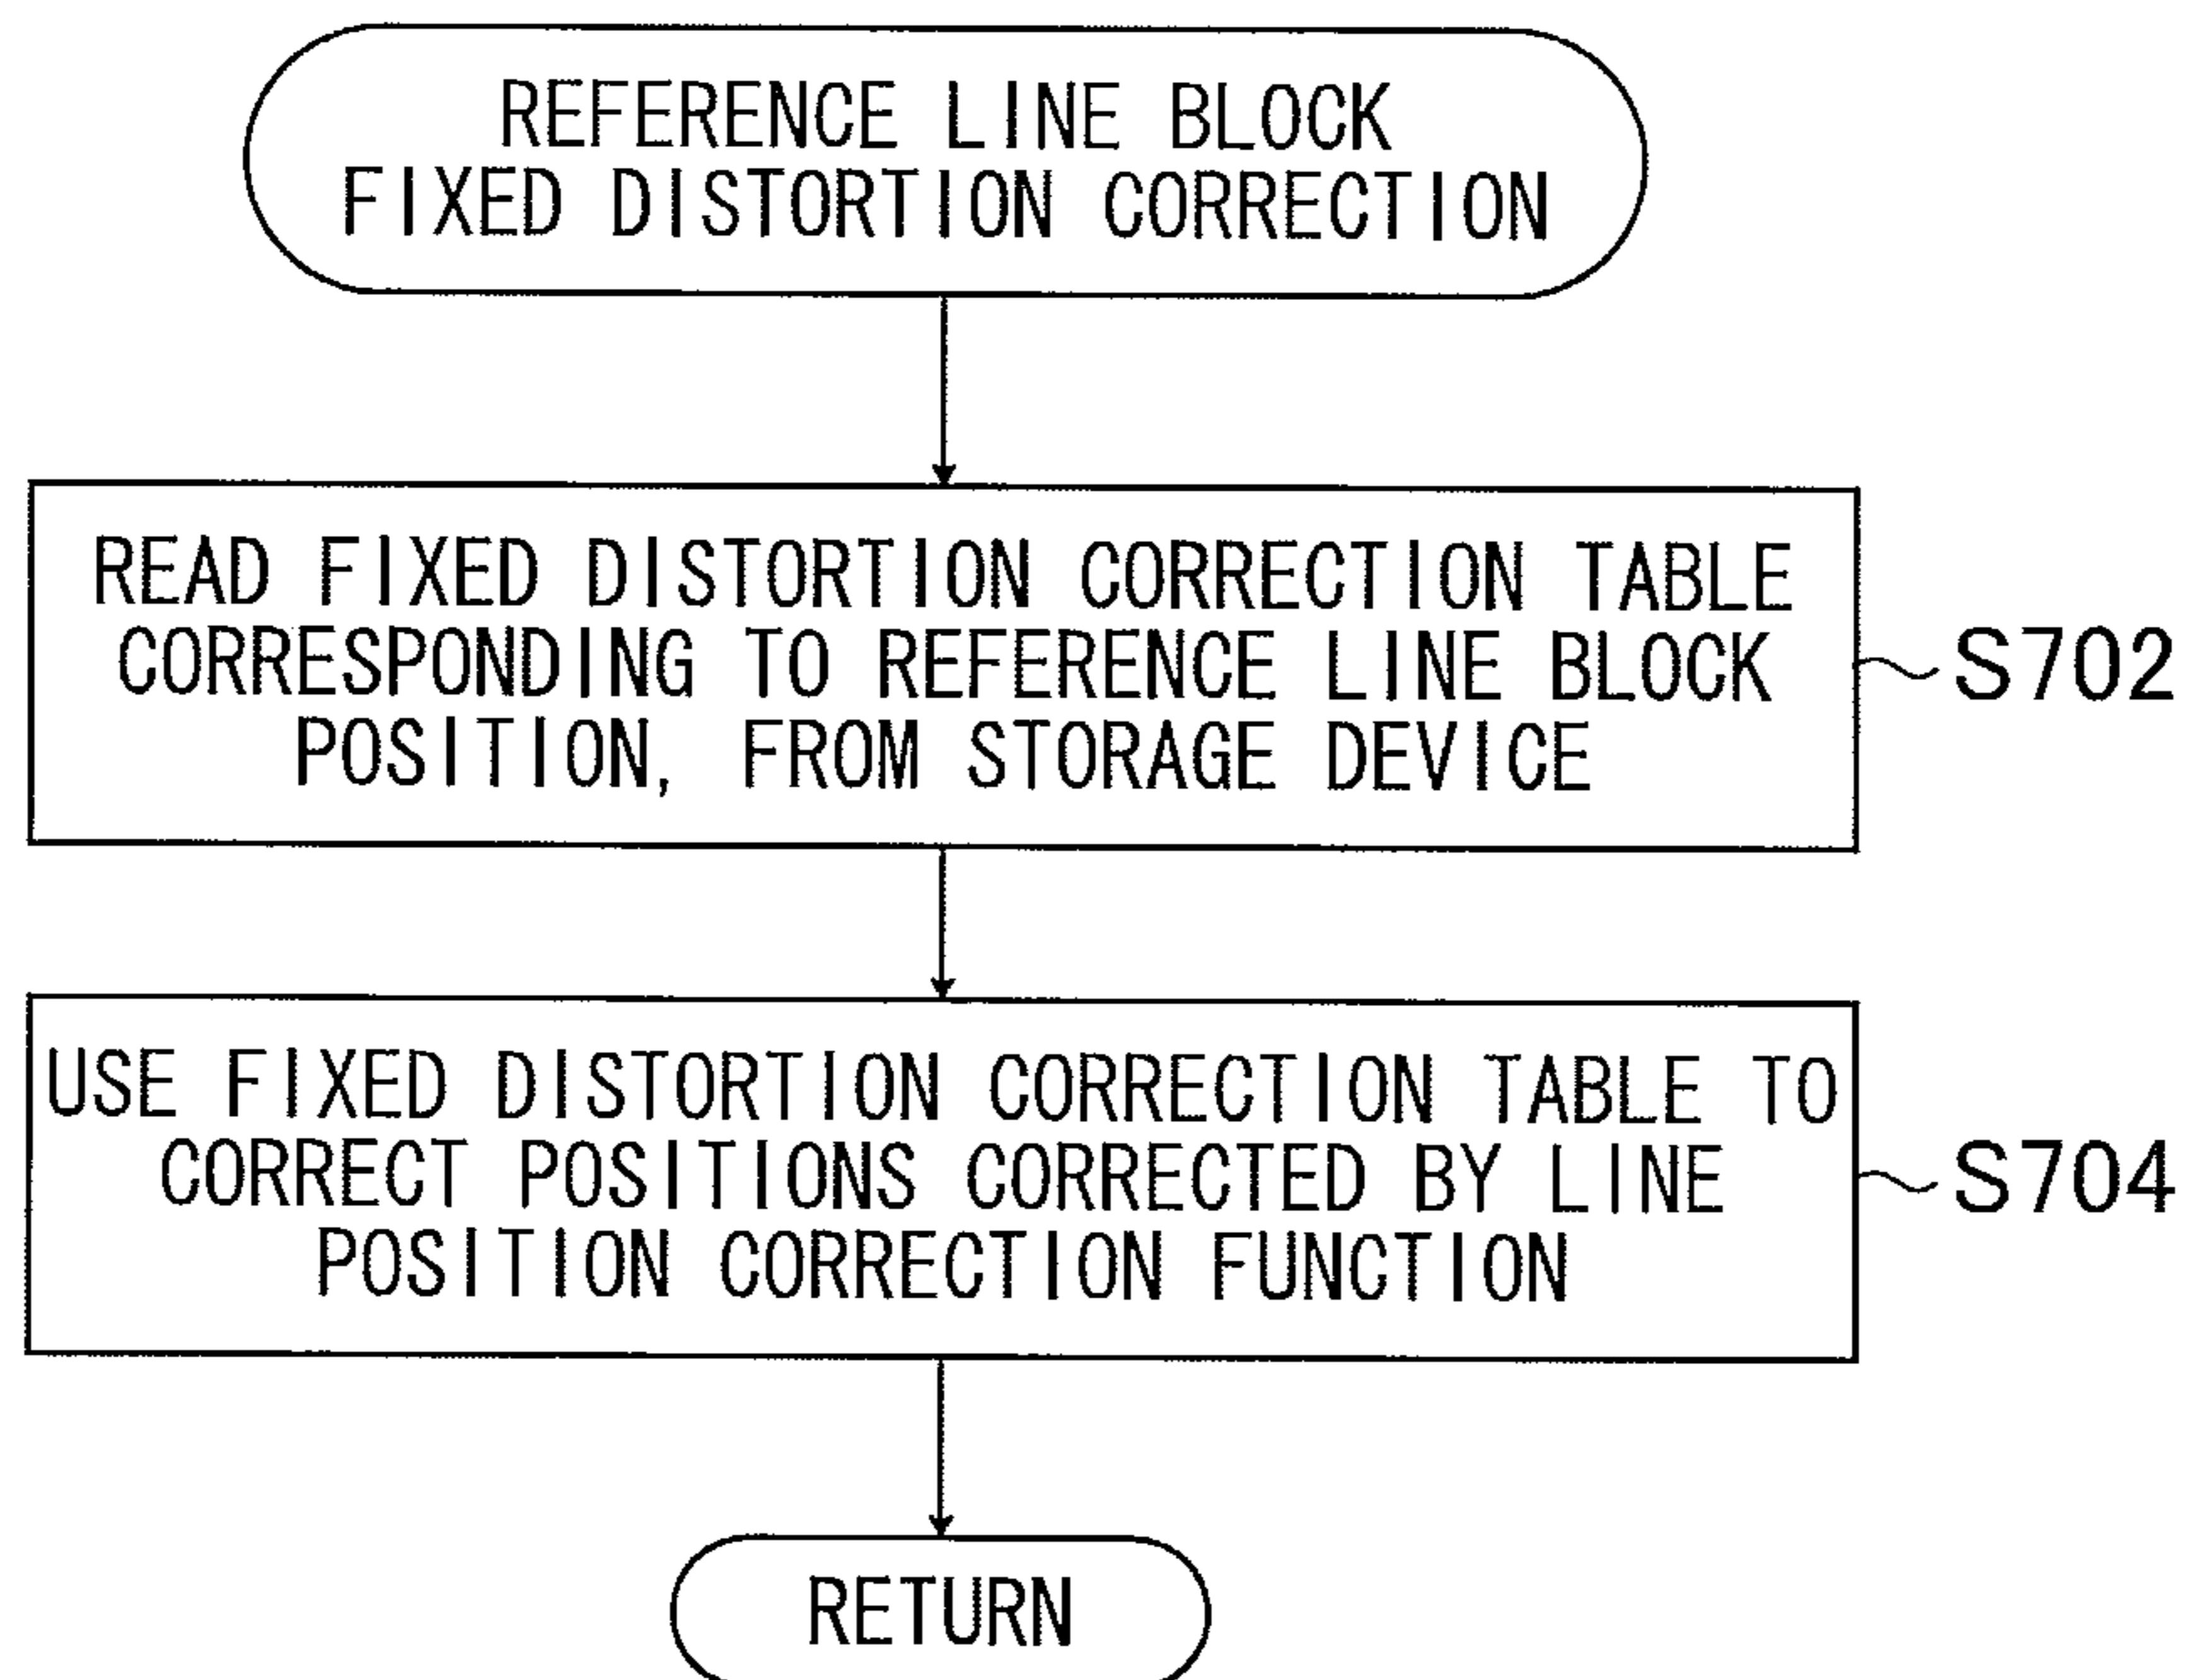 REFERENCE LINE BLOCK
FIXED DISTORTION CORRECTION
READ FIXED DISTORTION CORRECTION TABLE
CORRESPONDING TO REFERENCE LINE BLOCK
POSITION, FROM STORAGE DEVICE
S702
USE FIXED DISTORTION CORRECTION TABLE TO
CORRECT POSITIONS CORRECTED BY LINE
POSITION CORRECTION FUNCTION
S704
RETURN